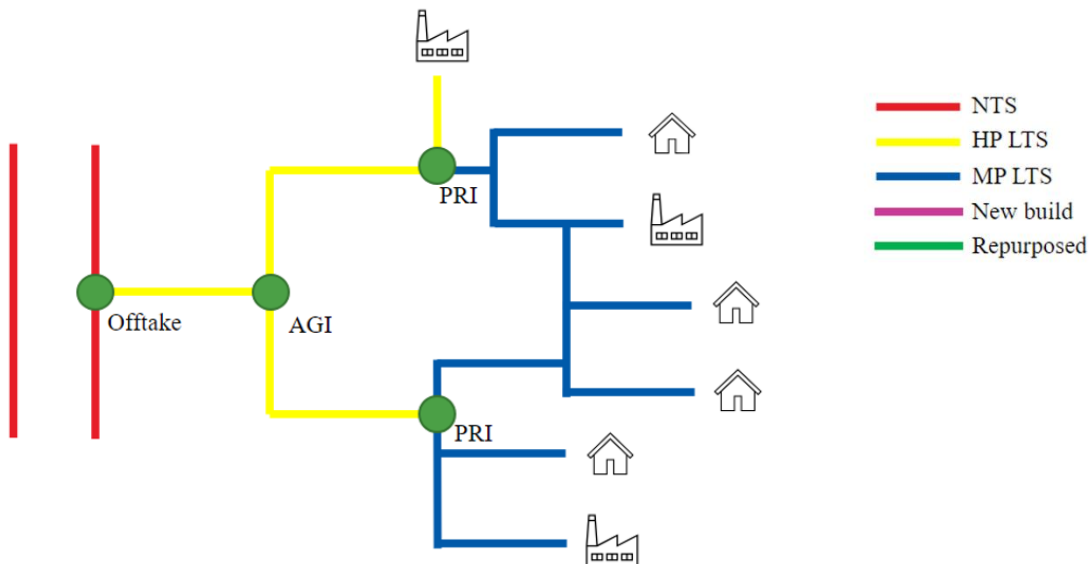 NTS
HP LTS
PRI
MP LTS
New build
Repurposed
Offtake
AGI
PRI